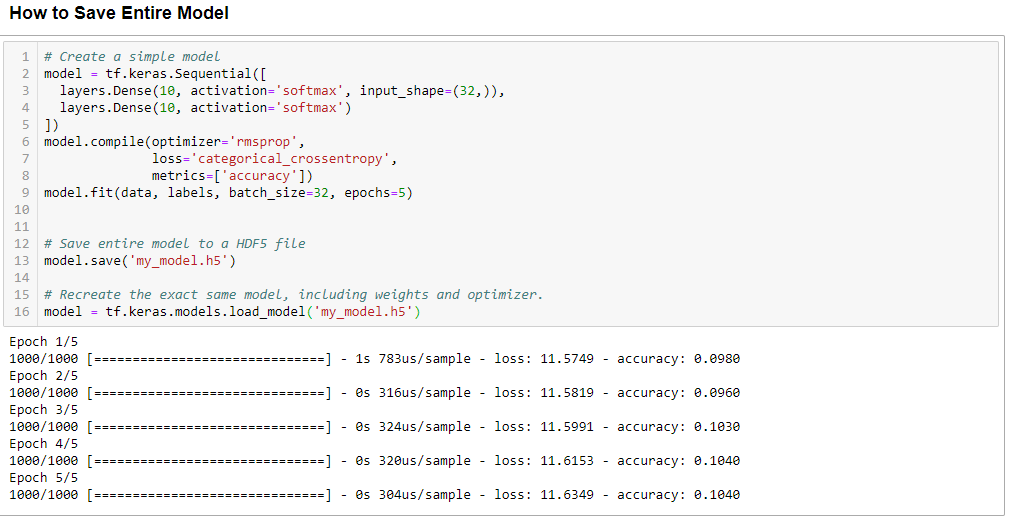 How to Save Entire Model
1 # Create a simple model
2 model = tf.keras.Sequential([
3   layers.Dense(10, activation='softmax', input_shape=(32,)),
4   layers.Dense(10, activation='softmax')
5 ])
6 model.compile(optimizer='rmsprop',
7               loss='categorical_crossentropy',
8               metrics=['accuracy'])
9 model.fit(data, labels, batch_size=32, epochs=5)
10
11
12 # Save entire model to a HDF5 file
13 model.save('my_model.h5')
14
15 # Recreate the exact same model, including weights and optimizer.
16 model = tf.keras.models.load_model('my_model.h5')
Epoch 1/5
1000/1000 [==============================] - 1s 783us/sample - loss: 11.5749 - accuracy: 0.0980
Epoch 2/5
1000/1000 [==============================] - 0s 316us/sample - loss: 11.5819 - accuracy: 0.0960
Epoch 3/5
1000/1000 [==============================] - 0s 324us/sample - loss: 11.5991 - accuracy: 0.1030
Epoch 4/5
1000/1000 [==============================] - 0s 320us/sample - loss: 11.6153 - accuracy: 0.1040
Epoch 5/5
1000/1000 [==============================] - 0s 304us/sample - loss: 11.6349 - accuracy: 0.1040